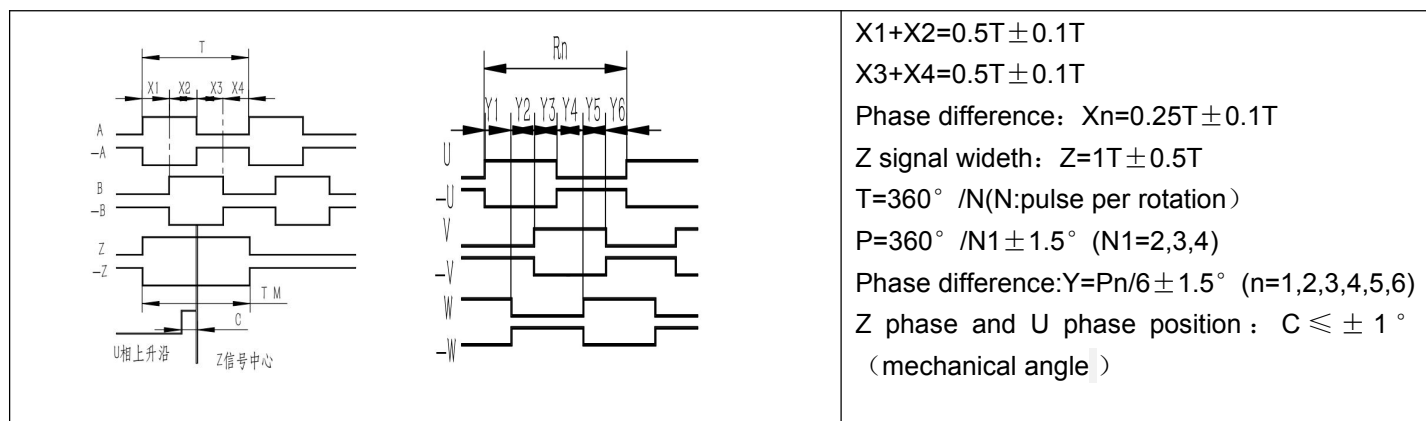 T
X1 X2 X3 X4
A
-A
B
-B
Z
-Z
T M
C
U相上升沿
Z信号中心
Rn
Y1 Y2 Y3 Y4 Y5 Y6
U
-U
V
-V
W
-W
X1+X2=0.5T±0.1T
X3+X4=0.5T±0.1T
Phase difference：Xn=0.25T±0.1T
Z signal wideth：Z=1T±0.5T
T=360° /N(N:pulse per rotation）
P=360° /N1±1.5° (N1=2,3,4)
Phase difference:Y=Pn/6±1.5° (n=1,2,3,4,5,6)
Z phase and U phase position：C≤±1°
（mechanical angle ）